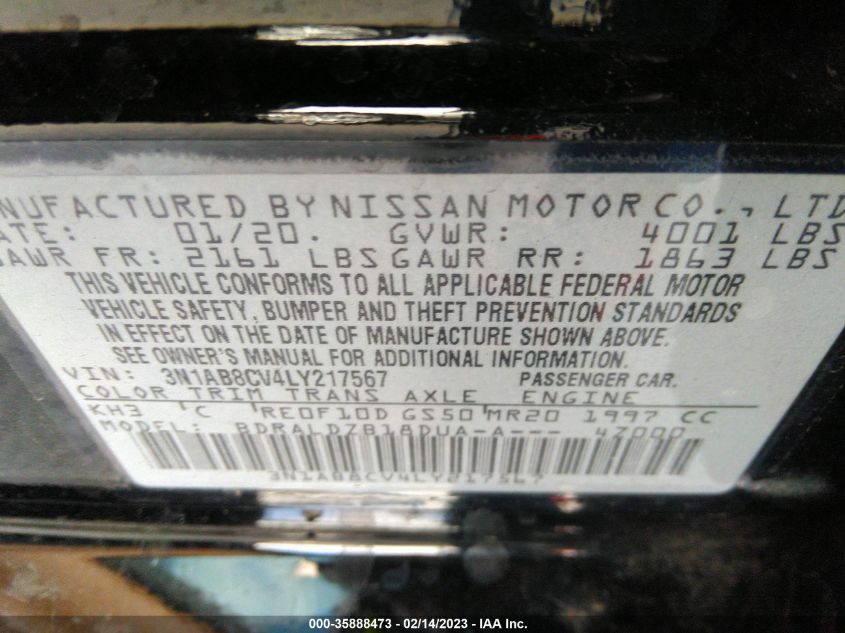 NUFACTURED BY NISSAN MOTOR CO., LTD
ATE: 01/20. GVWR: 4001 LBS
AWR FR: 2161 LBS GAWR RR: 1863 LBS
THIS VEHICLE CONFORMS TO ALL APPLICABLE FEDERAL MOTOR
VEHICLE SAFETY, BUMPER AND THEFT PREVENTION STANDARDS
IN EFFECT ON THE DATE OF MANUFACTURE SHOWN ABOVE.
SEE OWNER'S MANUAL FOR ADDITIONAL INFORMATION.
VIN: 3N1AB8CV4LY217567 PASSENGER CAR.
COLOR TRIM TRANS AXLE ENGINE
KH3 C RE0F10D GS50 MR20 1997 CC
MODEL: BDRALDZB18DUA-A--- 47000
3N1AB8CV4LY217567
000-35888473 - 02/14/2023 - IAA Inc.